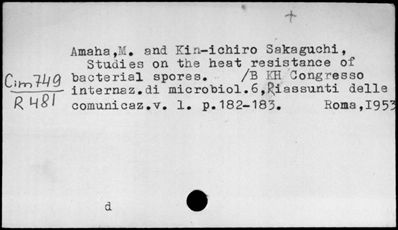 +
Amaha,M. and Kin-ichiro Sakaguchi,
Studies on the heat resistance of
bacterial spores. /B KH Congresso
internaz.di microbiol.6,Riassunti delle
comunicaz.v. 1. p.182-183. Roma,1953
Cim749
R481
d